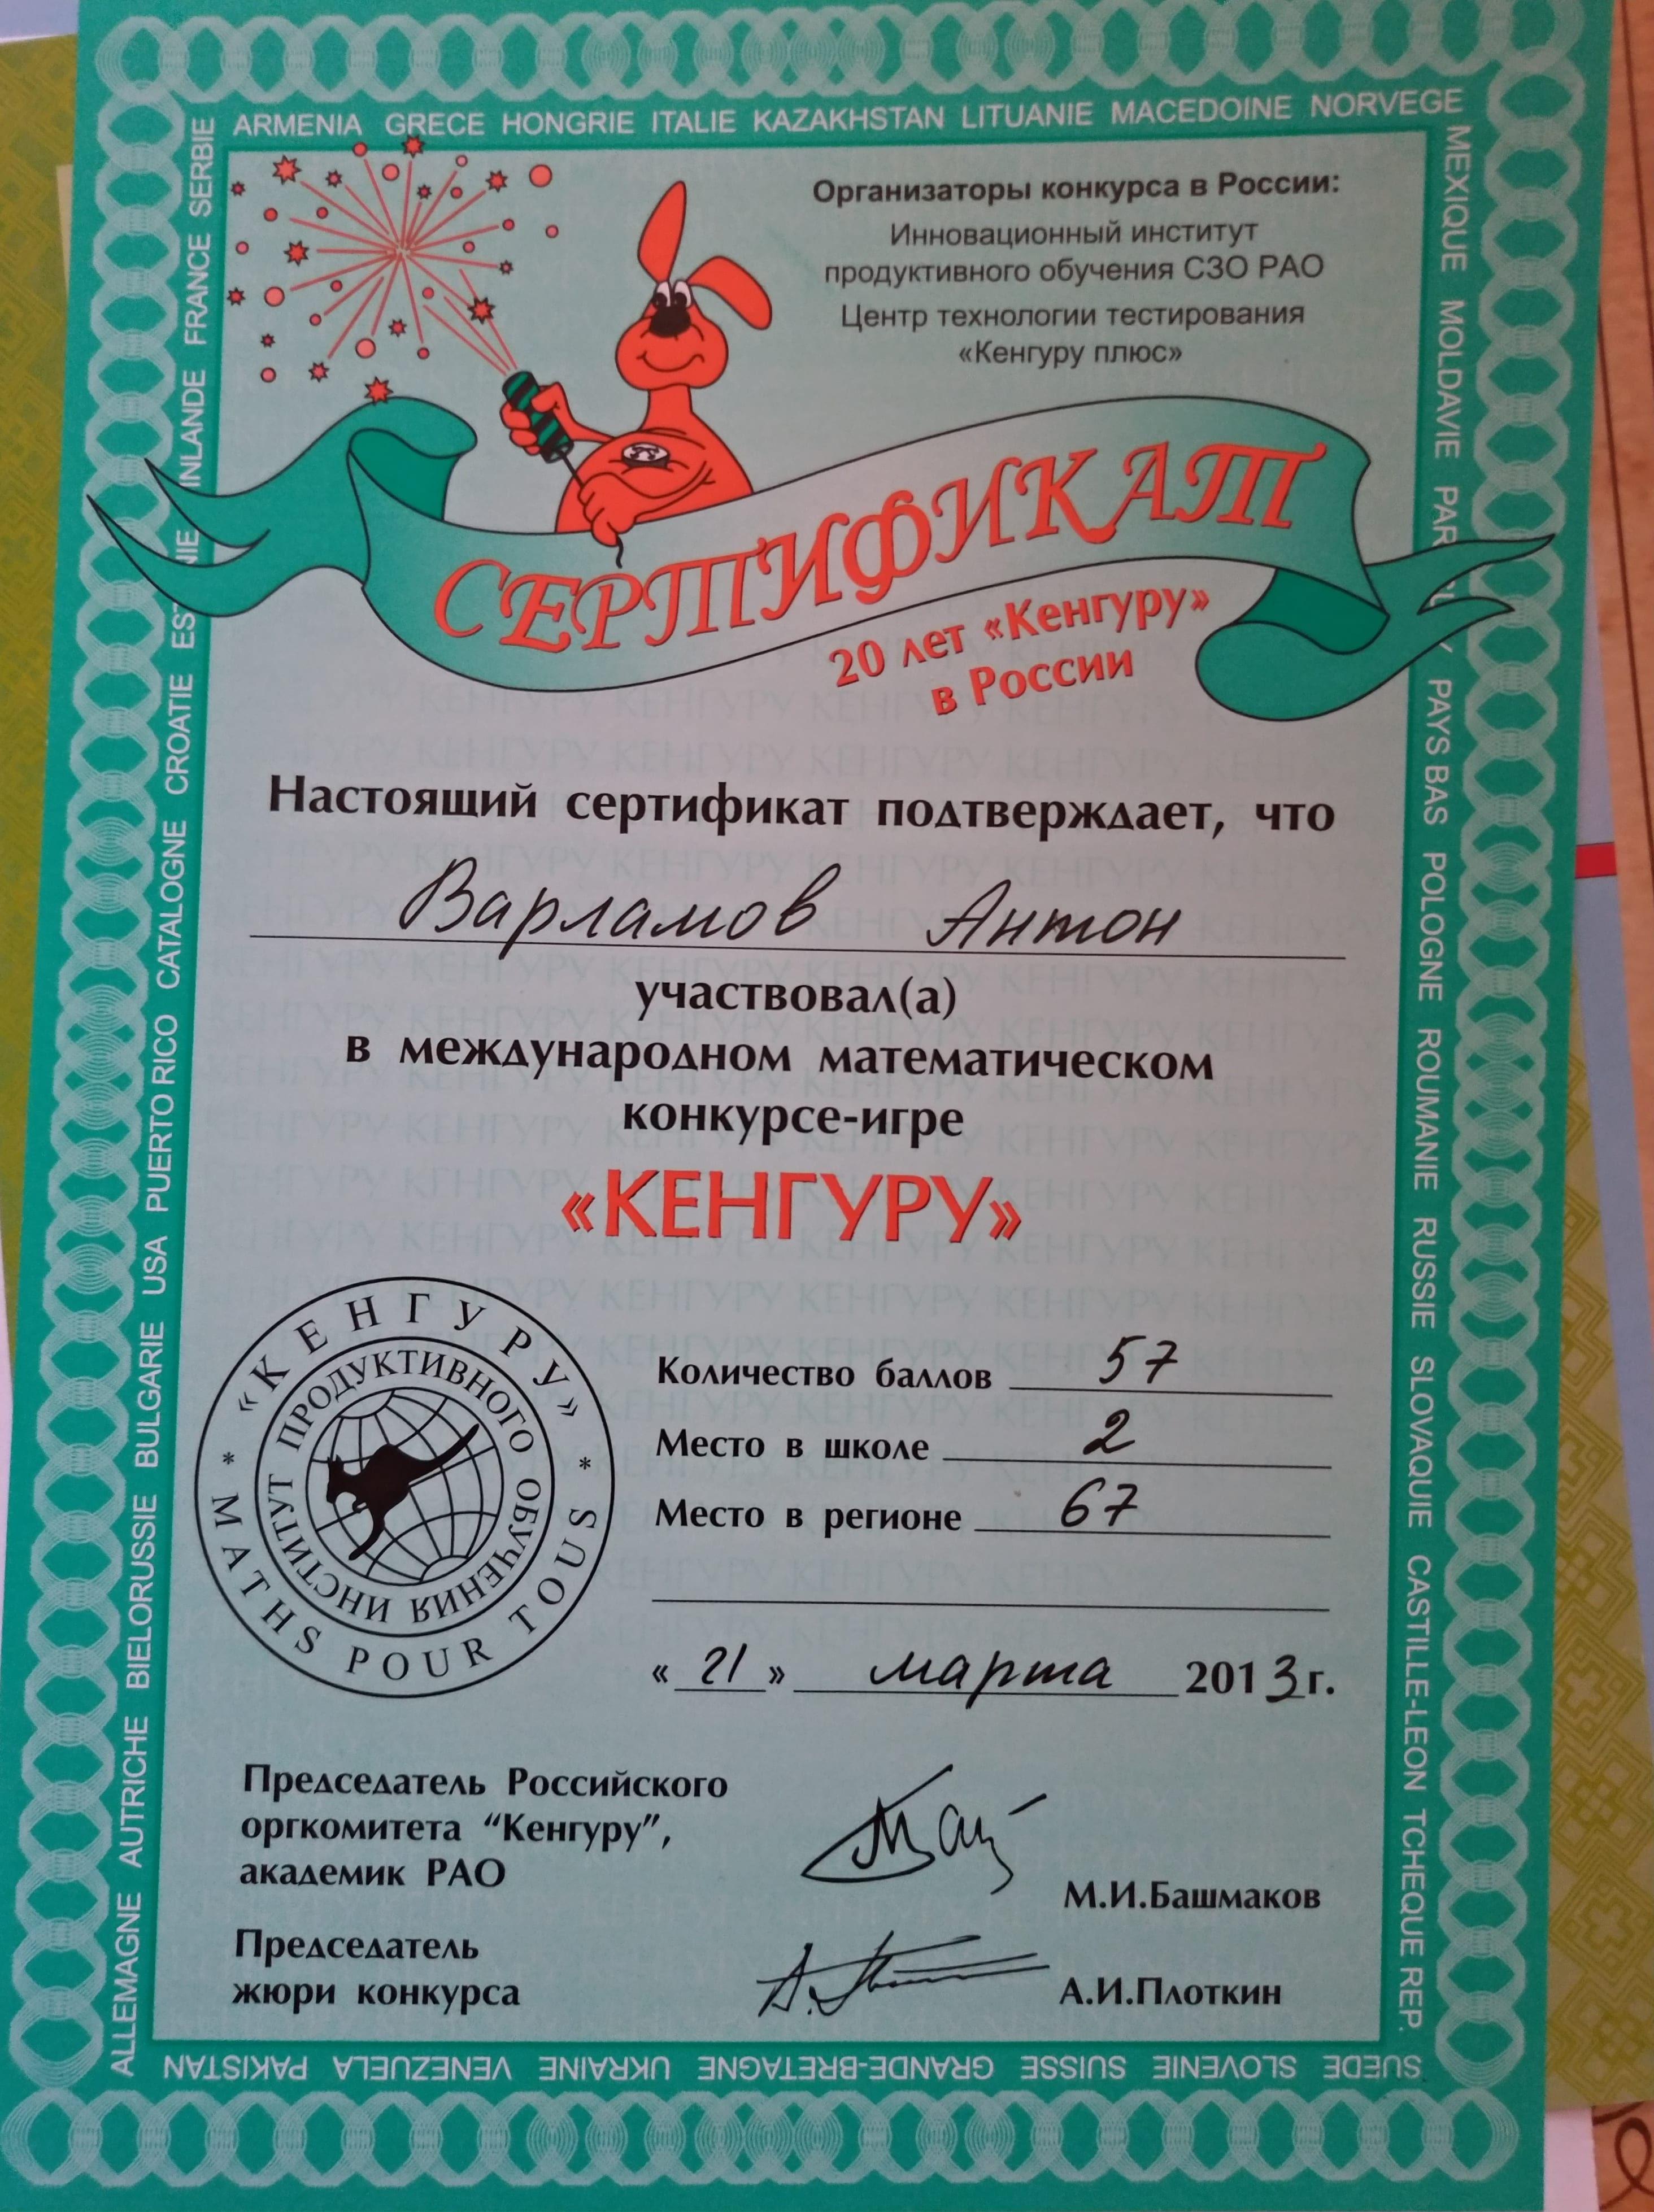 ARMENIA GRECE HONGRIE ITALIE KAZAKHSTAN LITUANIE MACEDOINE NORVEGE
Организаторы конкурса в России:
Инновационный институт
продуктивного обучения СЗО РАО
Центр технологии тестирования
«Кенгуру плюс»
СЕРТИФИКАТ
20 лет «Кенгуру»
в России
Настоящий сертификат подтверждает, что
Варламов Антон
участвовал(а)
в международном математическом
конкурсе-игре
«КЕНГУРУ»
«КЕНГУРУ»
* MATHS POUR TOUS *
ИНСТИТУТ ПРОДУКТИВНОГО ОБУЧЕНИЯ
Количество баллов 57
Место в школе 2
Место в регионе 67
« 21 » марта 2013 г.
Председатель Российского
оргкомитета “Кенгуру”,
академик РАО
М.И.Башмаков
Председатель
жюри конкурса
А.И.Плоткин
ALLEMAGNE AUTRICHE BIELORUSSIE BULGARIE USA PUERTO RICO CATALOGNE CROATIE FRANCE SERBIE
MEXIQUE MOLDAVIE PAYS BAS POLOGNE ROUMANIE RUSSIE SLOVAQUIE CASTILLE-LEON TCHEQUE REP.
SUEDE SLOVENIE SUISSE GRANDE-BRETAGNE UKRAINE VENEZUELA PAKISTAN